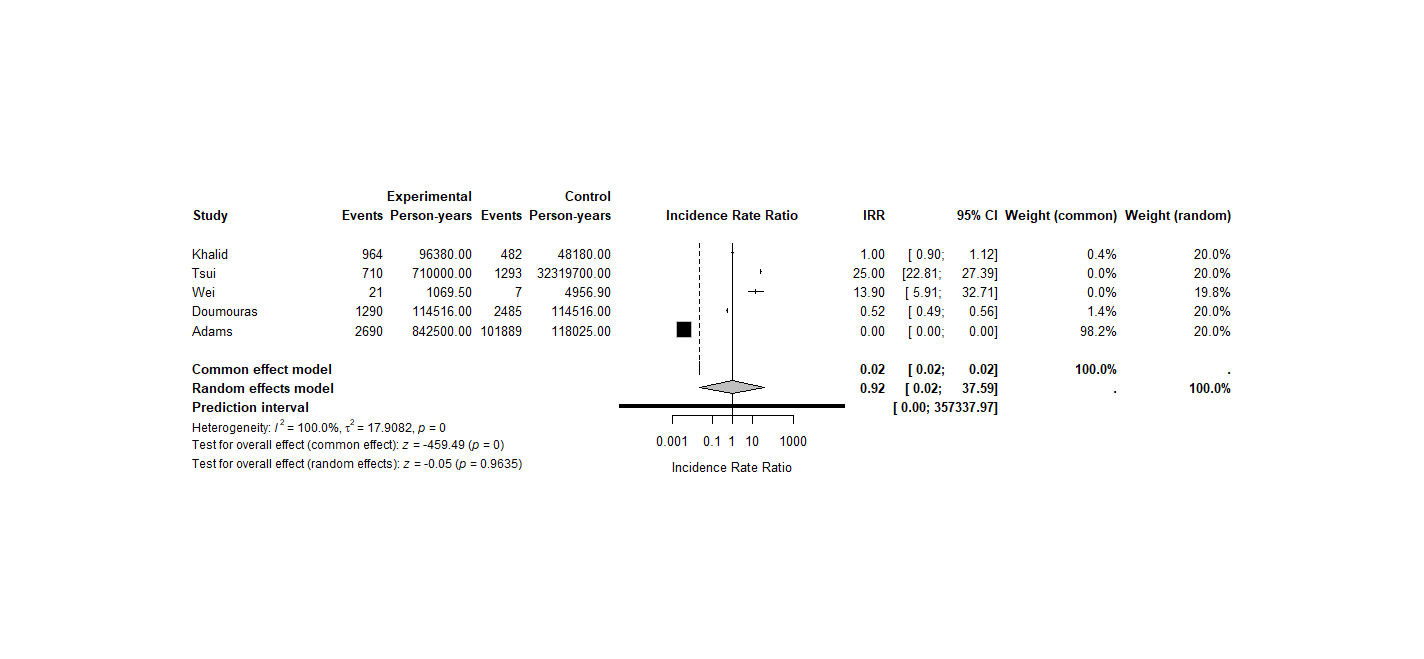 Experimental Control
Study Events Person-years Events Person-years Incidence Rate Ratio IRR 95% CI Weight (common) Weight (random)
Khalid 964 96380.00 482 48180.00 1.00 [ 0.90; 1.12] 0.4% 20.0%
Tsui 710 710000.00 1293 32319700.00 25.00 [22.81; 27.39] 0.0% 20.0%
Wei 21 1069.50 7 4956.90 13.90 [ 5.91; 32.71] 0.0% 19.8%
Doumouras 1290 114516.00 2485 114516.00 0.52 [ 0.49; 0.56] 1.4% 20.0%
Adams 2690 842500.00 101889 118025.00 0.00 [ 0.00; 0.00] 98.2% 20.0%
Common effect model 0.02 [ 0.02; 0.02] 100.0% .
Random effects model 0.92 [ 0.02; 37.59] . 100.0%
Prediction interval [ 0.00; 357337.97]
Heterogeneity: I² = 100.0%, τ² = 17.9082, p = 0
Test for overall effect (common effect): z = -459.49 (p = 0)
0.001 0.1 1 10 1000
Test for overall effect (random effects): z = -0.05 (p = 0.9635)
Incidence Rate Ratio